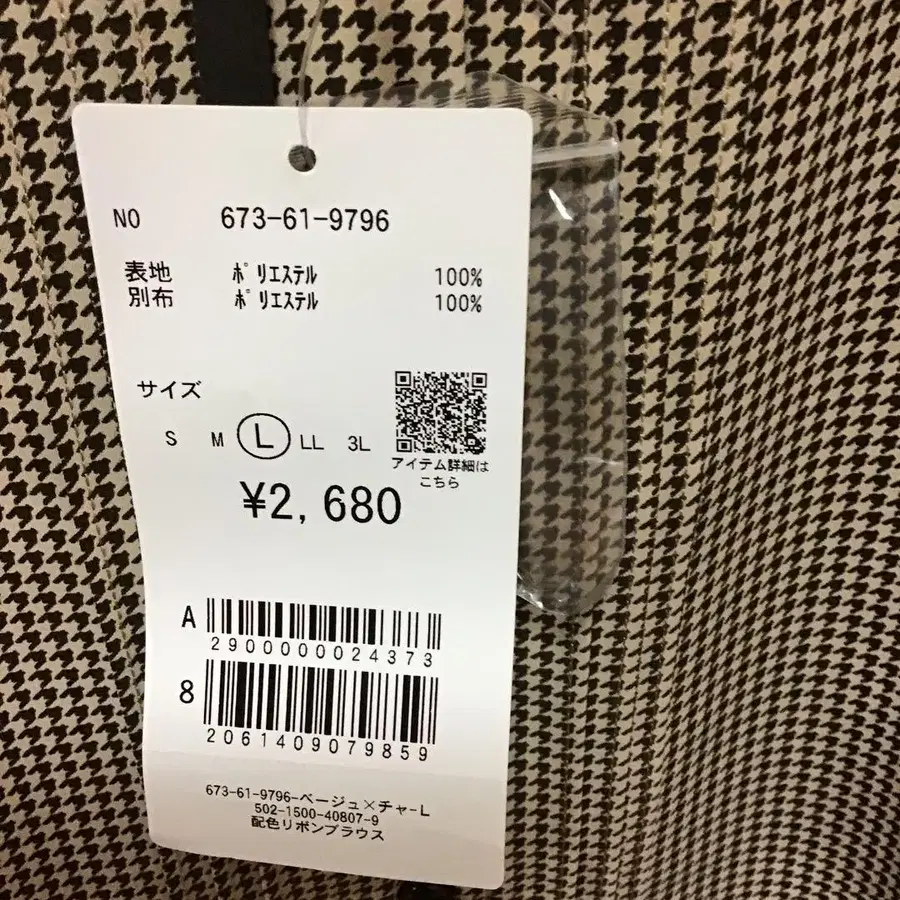 NO 673-61-9796
表地 ポリエステル 100%
別布 ポリエステル 100%
サイズ
S M L LL 3L
アイテム詳細は
こちら
¥2,680
A
2900000024373
8
2061409079859
673-61-9796-ベージュ×チャ-L
502-1500-40807-9
配色リボンブラウス